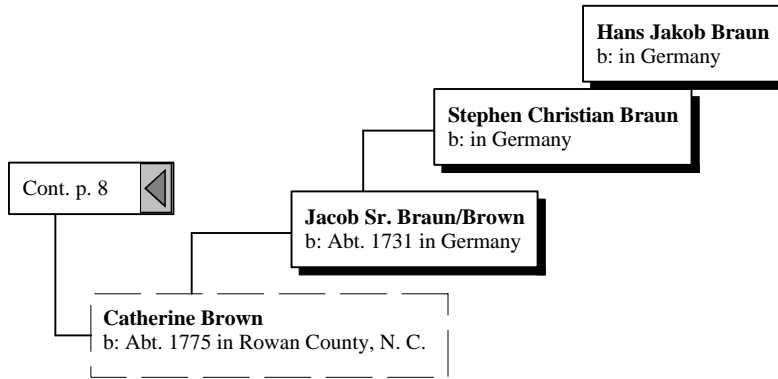 Hans Jakob Braun
b: in Germany
Stephen Christian Braun
b: in Germany
Cont. p. 8
Jacob Sr. Braun/Brown
b: Abt. 1731 in Germany
Catherine Brown
b: Abt. 1775 in Rowan County, N. C.